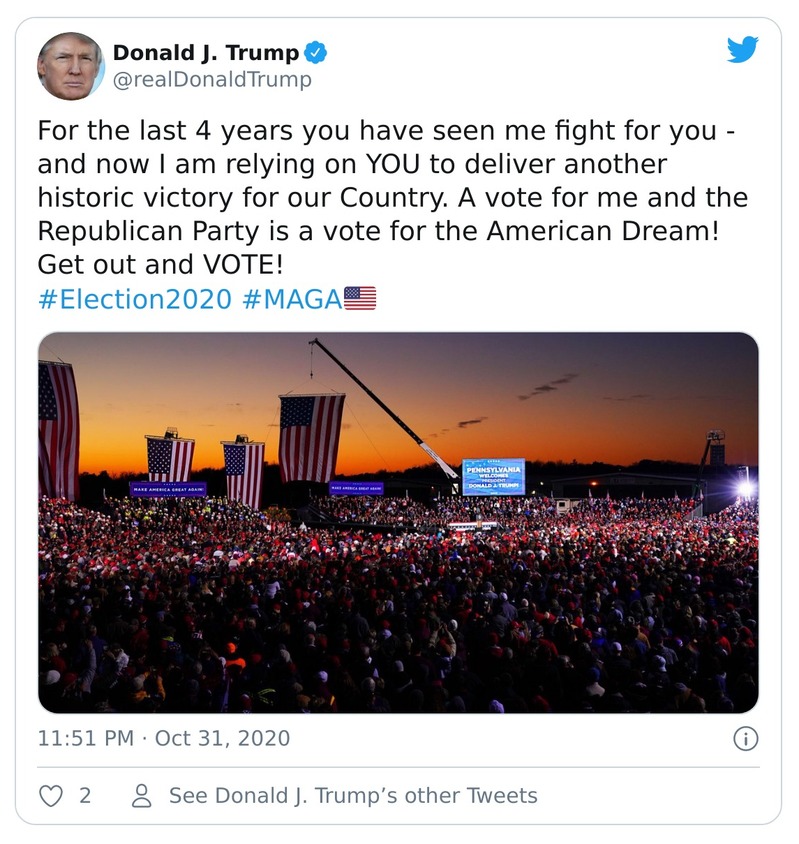 Donald J. Trump
@realDonaldTrump
For the last 4 years you have seen me fight for you -
and now I am relying on YOU to deliver another
historic victory for our Country. A vote for me and the
Republican Party is a vote for the American Dream!
Get out and VOTE!
#Election2020 #MAGA
MAKE AMERICA GREAT AGAIN!
MAKE AMERICA GREAT AGAIN!
PENNSYLVANIA
WELCOMES
PRESIDENT
DONALD J. TRUMP!
11:51 PM · Oct 31, 2020
2
See Donald J. Trump’s other Tweets